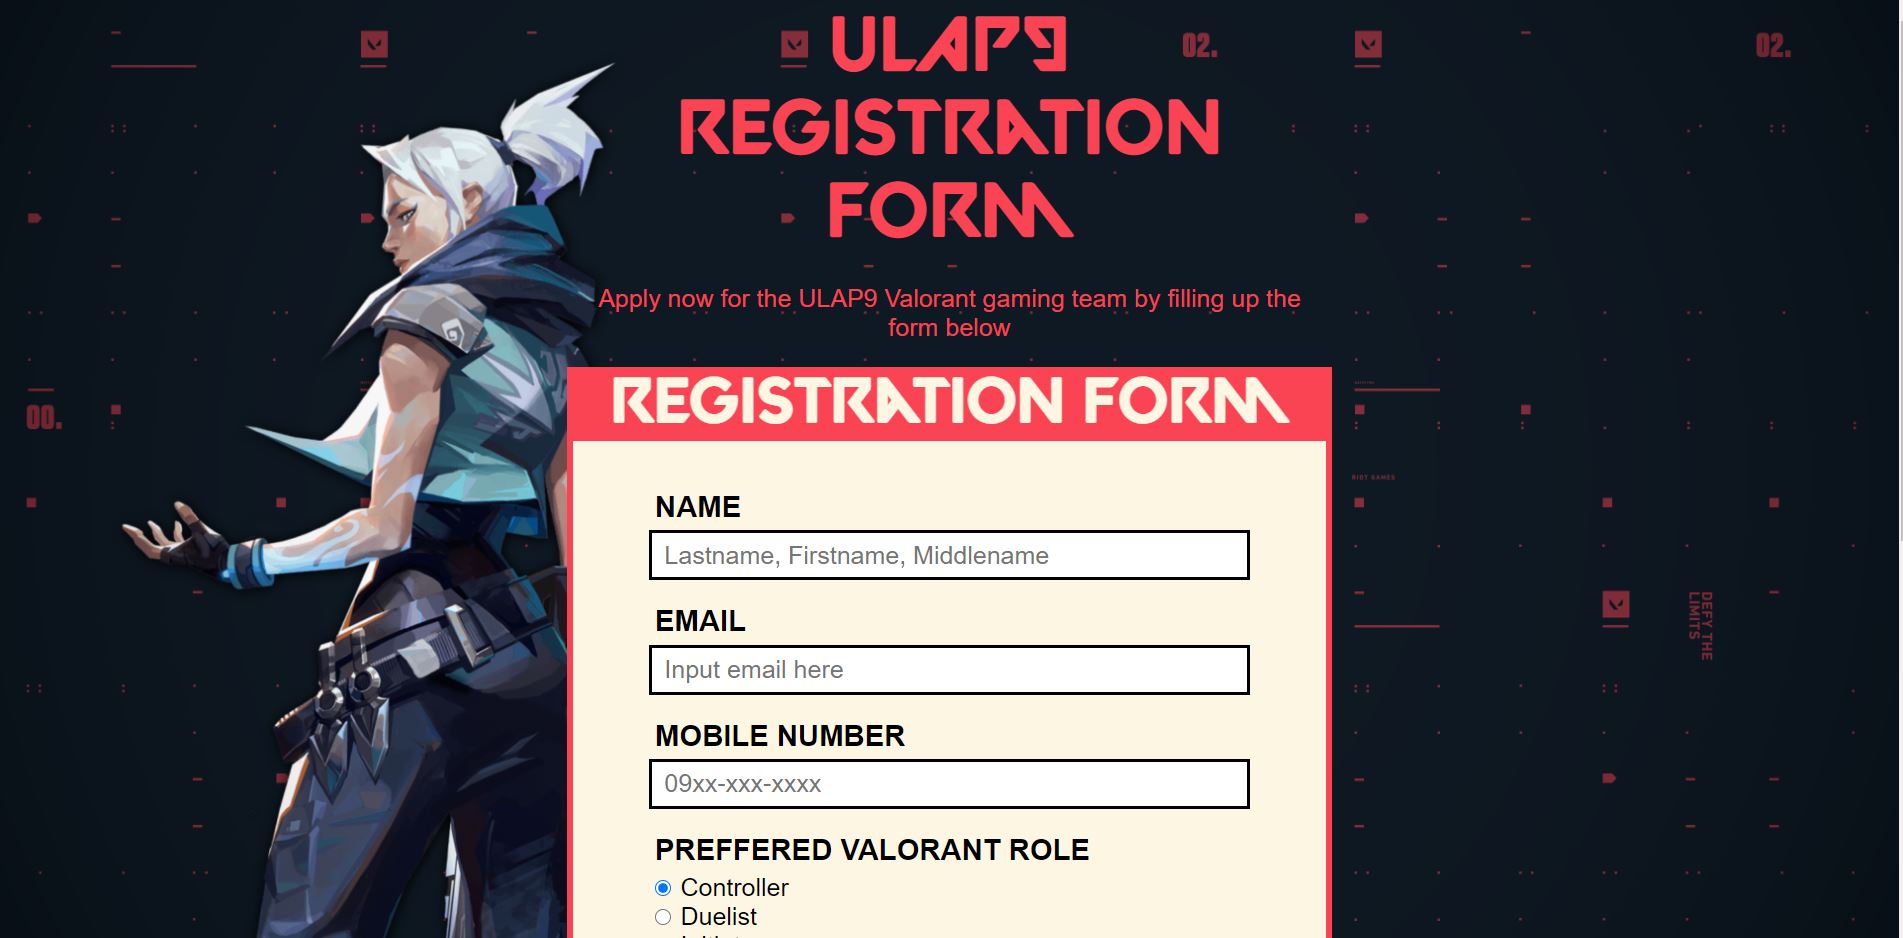 ULAP9
REGISTRATION
FORM
Apply now for the ULAP9 Valorant gaming team by filling up the
form below
REGISTRATION FORM
NAME
Lastname, Firstname, Middlename
EMAIL
Input email here
MOBILE NUMBER
09xx-xxx-xxxx
PREFFERED VALORANT ROLE
Controller
Duelist
02.
02.
00.
RIOT GAMES
DEFY THE
LIMITS